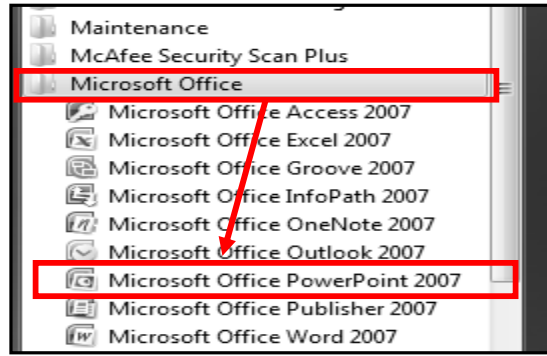 Maintenance
McAfee Security Scan Plus
Microsoft Office
Microsoft Office Access 2007
Microsoft Office Excel 2007
Microsoft Office Groove 2007
Microsoft Office InfoPath 2007
Microsoft Office OneNote 2007
Microsoft Office Outlook 2007
Microsoft Office PowerPoint 2007
Microsoft Office Publisher 2007
Microsoft Office Word 2007